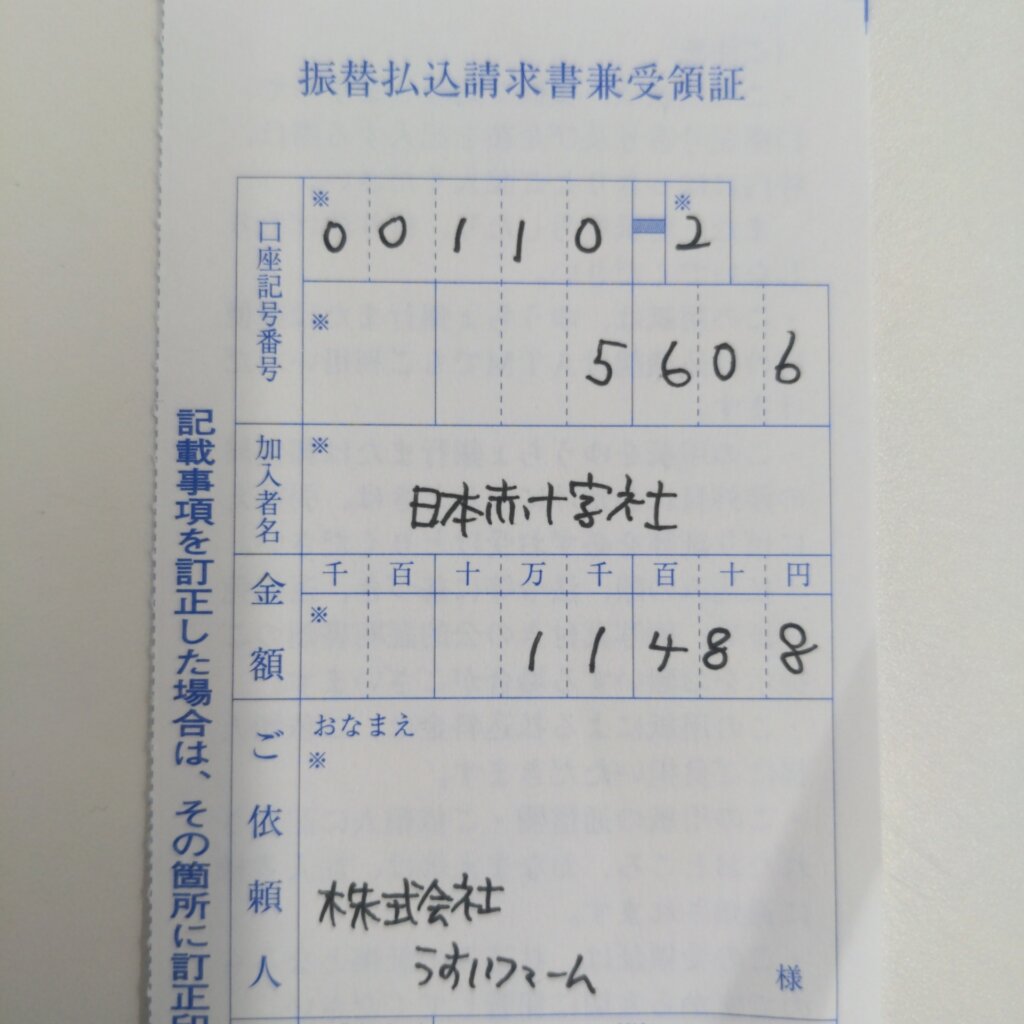 振替払込請求書兼受領証
口座記号番号
※ 00110-※2
※ 5606
加入者名
※
日本赤十字社
金額
千 百 十 万 千 百 十 円
※ 11488
ご依頼人
おなまえ
※
株式会社
うすいファーム
様
記載事項を訂正した場合は、その箇所に訂正印